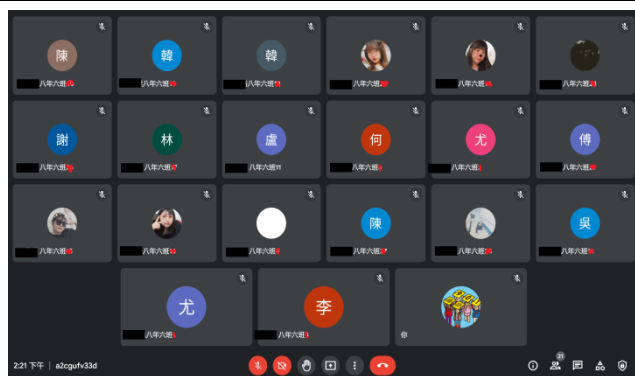 陳
韓
韓
八年六班
八年六班
八年六班
八年六班
八年六班
八年六班
謝
林
盧
何
尤
傅
八年六班
八年六班
八年六班11
八年六班
八年六班
八年六班
陳
吳
八年六班
八年六班
八年六班
八年六班
八年六班
八年六班
尤
李
八年六班
八年六班
你
2:21 下午 | a2cgufv33d
21